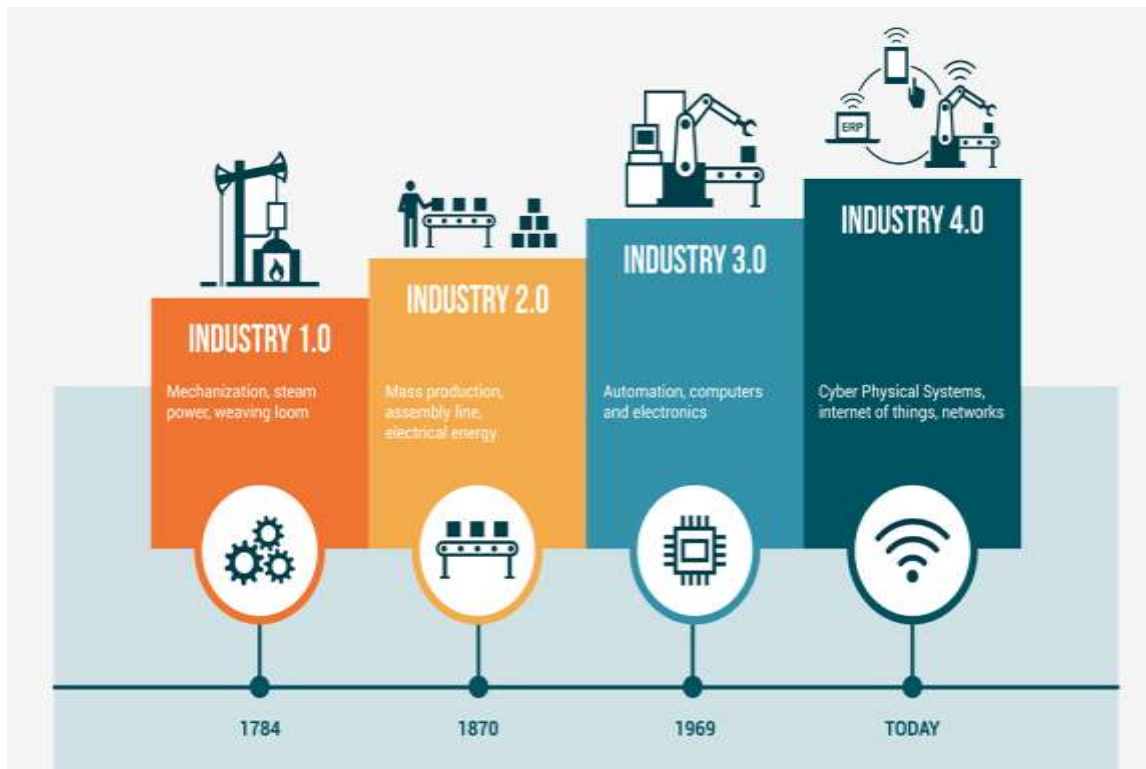 ERP
INDUSTRY 1.0
Mechanization, steam
power, weaving loom
INDUSTRY 2.0
Mass production,
assembly line,
electrical energy
INDUSTRY 3.0
Automation, computers
and electronics
INDUSTRY 4.0
Cyber Physical Systems,
internet of things, networks
1784
1870
1969
TODAY